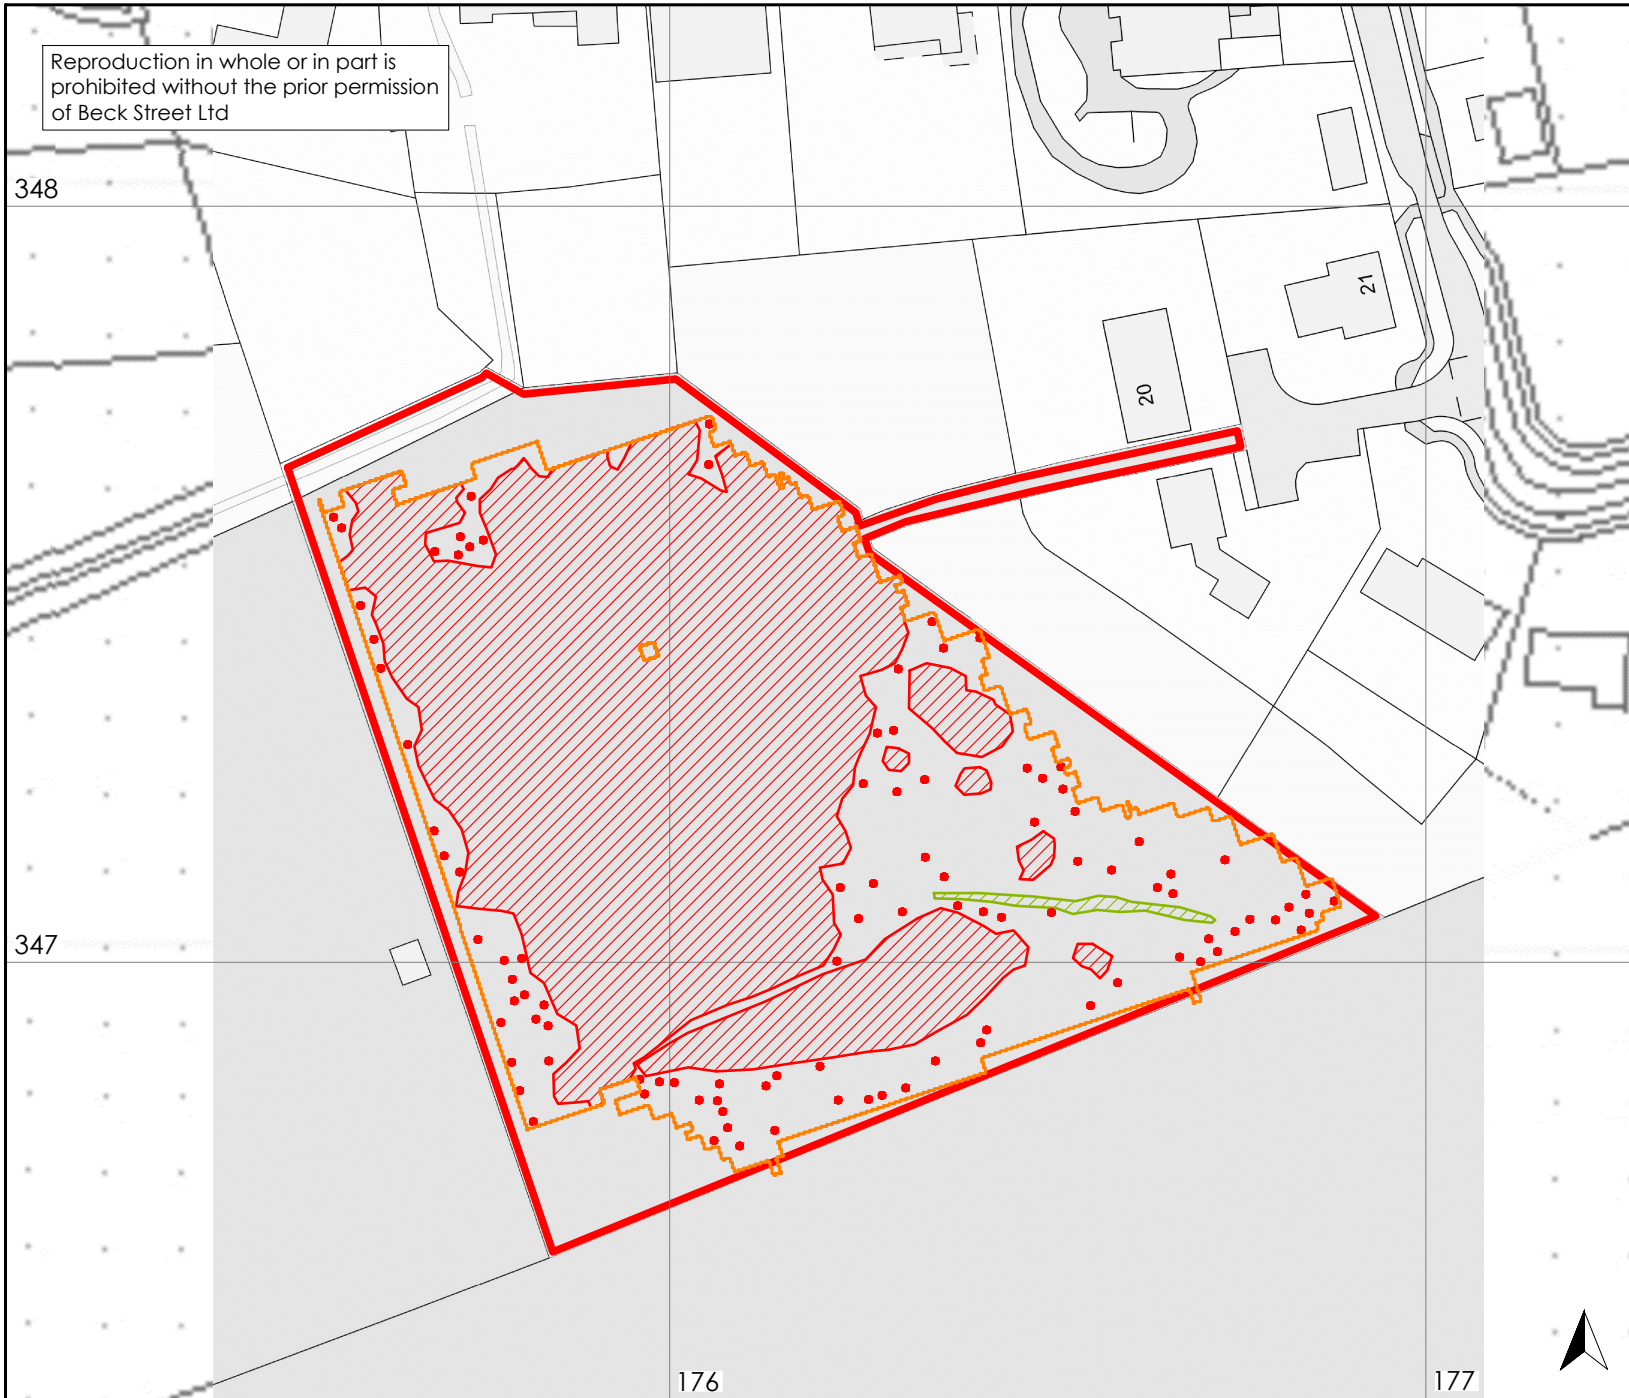 Reproduction in whole or in part is
prohibited without the prior permission
of Beck Street Ltd
348
21
20
347
176
177